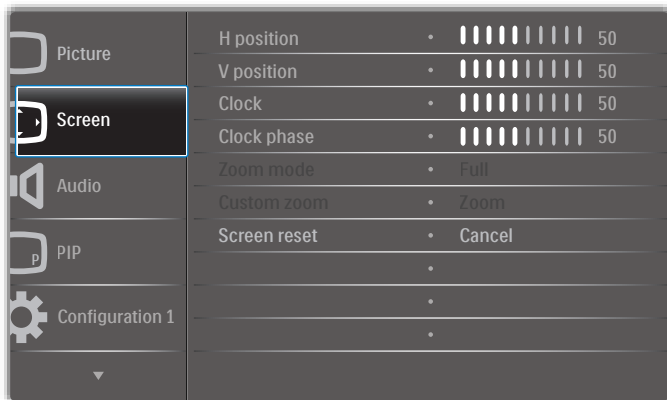 Picture
Screen
Audio
P
PIP
Configuration 1
H position • 50
V position • 50
Clock • 50
Clock phase • 50
Zoom mode • Full
Custom zoom • Zoom
Screen reset • Cancel
•
•
•